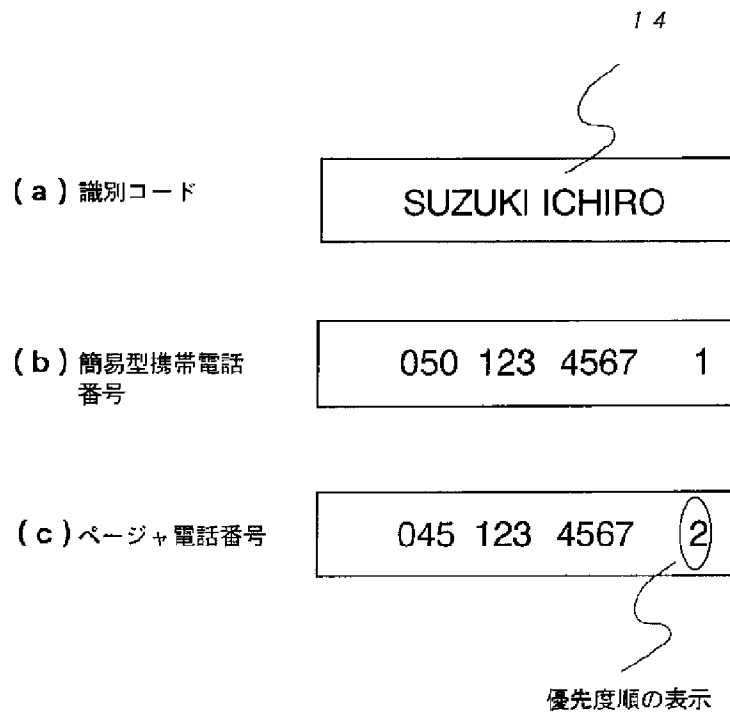 14
(a) 識別コード
SUZUKI ICHIRO
(b) 簡易型携帯電話
番号
050 123 4567 1
(c) ページャ電話番号
045 123 4567 2
優先度順の表示